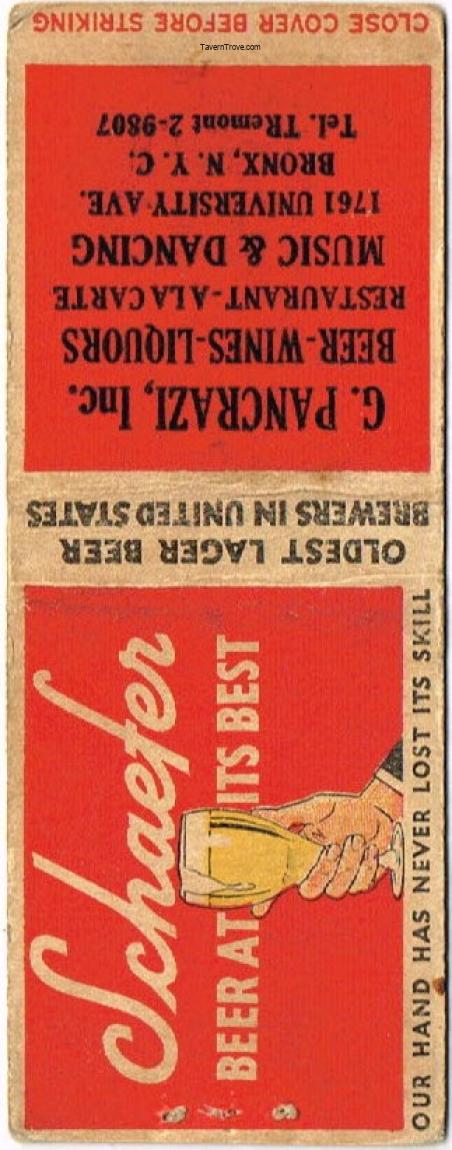 CLOSE COVER BEFORE STRIKING
TavernTrove.com
G. PANCRAZI, Inc.
BEER-WINES-LIQUORS
RESTAURANT-A LA CARTE
MUSIC & DANCING
1761 UNIVERSITY AVE.
BRONX, N. Y. C.
Tel. TRemont 2-9807
OLDEST LAGER BEER
BREWERS IN UNITED STATES
Schaefer
BEER AT ITS BEST
OUR HAND HAS NEVER LOST ITS SKILL